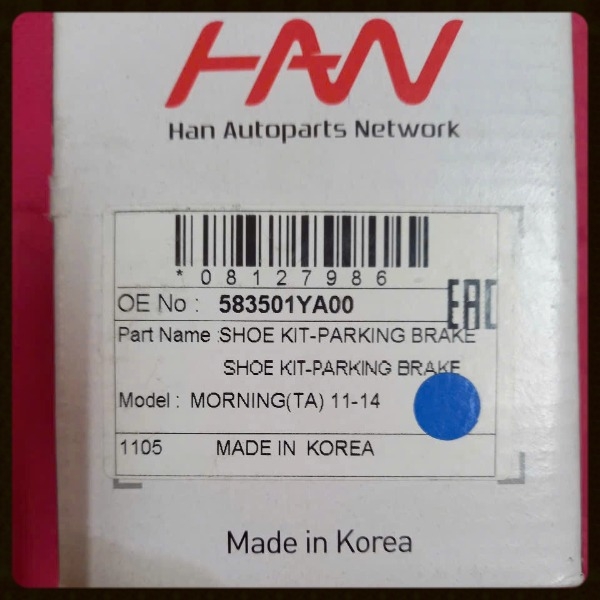 HAN
Han Autoparts Network
*08127986
OE No : 583501YA00
EAC
Part Name :SHOE KIT-PARKING BRAKE
SHOE KIT-PARKING BRAKE
Model : MORNING(TA) 11-14
1105 MADE IN KOREA
Made in Korea